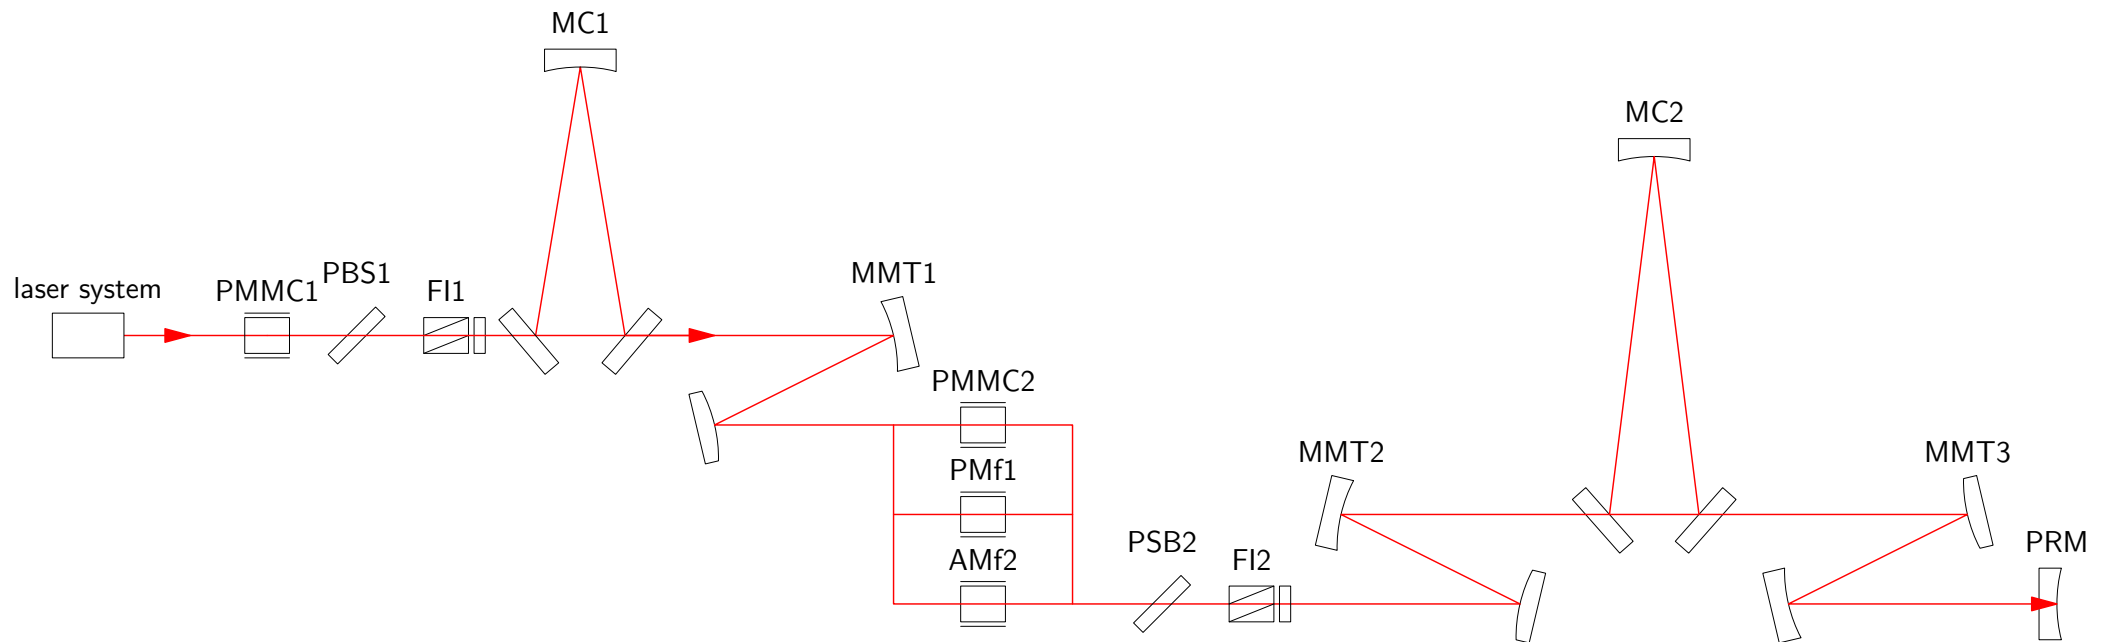 MC1
MC2
laser system
PMMC1
PBS1
FI1
MMT1
PMMC2
PMf1
AMf2
PSB2
FI2
MMT2
MMT3
PRM